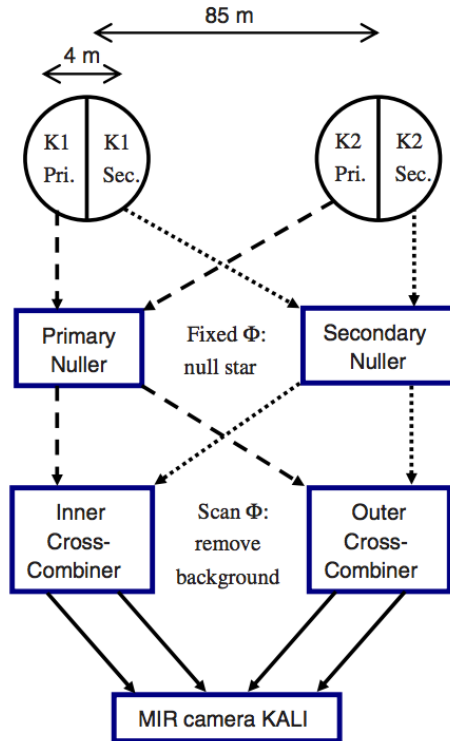 85 m
4 m
K1 K1 K2 K2
Pri. Sec. Pri. Sec.
Primary
Nuller
Fixed Φ:
null star
Secondary
Nuller
Inner
Cross-
Combiner
Scan Φ:
remove
background
Outer
Cross-
Combiner
MIR camera KALI